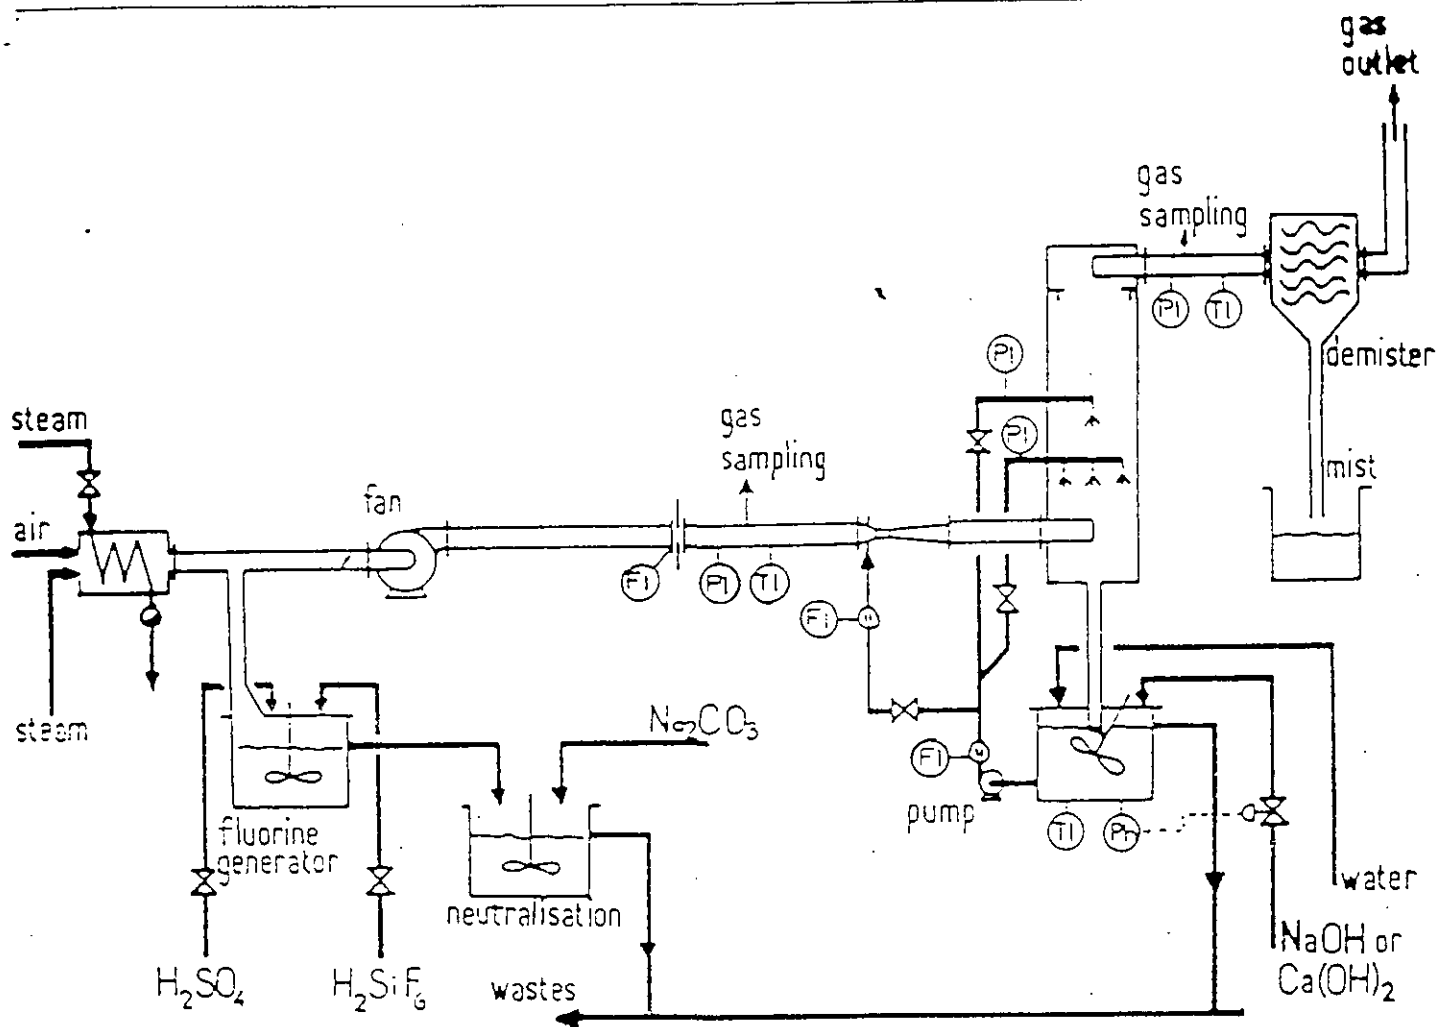 gas
outlet
gas
sampling
PI
TI
demister
PI
steam
gas
sampling
PI
mist
fan
air
FI
PI
TI
FI
steam
Na2CO3
FI
pump
TI
Ph
fluorine
generator
water
neutralisation
NaOH or
Ca(OH)2
H2SO4
H2SiF6
wastes